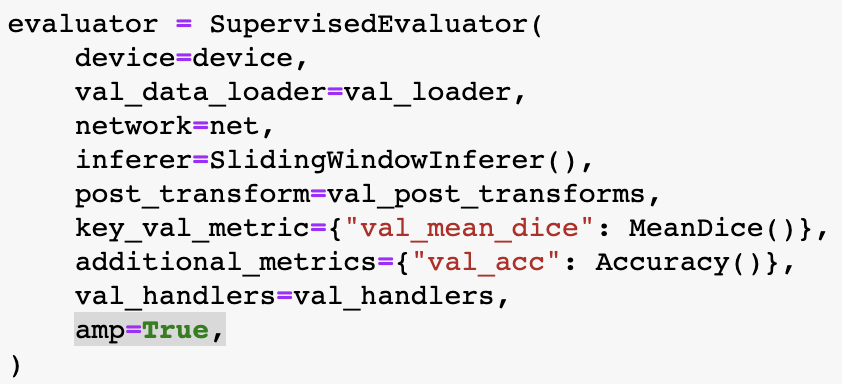 evaluator = SupervisedEvaluator(
    device=device,
    val_data_loader=val_loader,
    network=net,
    inferer=SlidingWindowInferer(),
    post_transform=val_post_transforms,
    key_val_metric={"val_mean_dice": MeanDice()},
    additional_metrics={"val_acc": Accuracy()},
    val_handlers=val_handlers,
    amp=True,
)